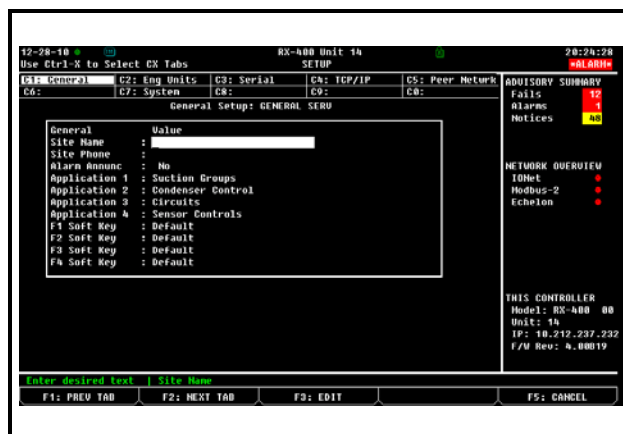 12-28-10 RX-400 Unit 14 20:24:28
Use Ctrl-X to Select CX Tabs SETUP *ALARM*
C1: General C2: Eng Units C3: Serial C4: TCP/IP C5: Peer Netwrk
C6: C7: System C8: C9: C0:
General Setup: GENERAL SERV
General Value
Site Name :
Site Phone :
Alarm Annunc : No
Application 1 : Suction Groups
Application 2 : Condenser Control
Application 3 : Circuits
Application 4 : Sensor Controls
F1 Soft Key : Default
F2 Soft Key : Default
F3 Soft Key : Default
F4 Soft Key : Default
ADVISORY SUMMARY
Fails 12
Alarms 1
Notices 48
NETWORK OVERVIEW
IONet
Modbus-2
Echelon
THIS CONTROLLER
Model: RX-400 00
Unit: 14
IP: 10.212.237.232
F/W Rev: 4.00B19
Enter desired text | Site Name
F1: PREV TAB F2: NEXT TAB F3: EDIT F5: CANCEL